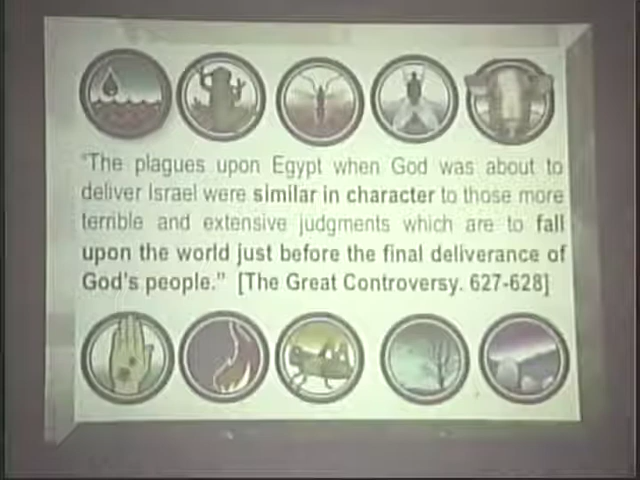 "The plagues upon Egypt when God was about to
deliver Israel were similar in character to those more
terrible and extensive judgments which are to fall
upon the world just before the final deliverance of
God's people." [The Great Controversy. 627-628]